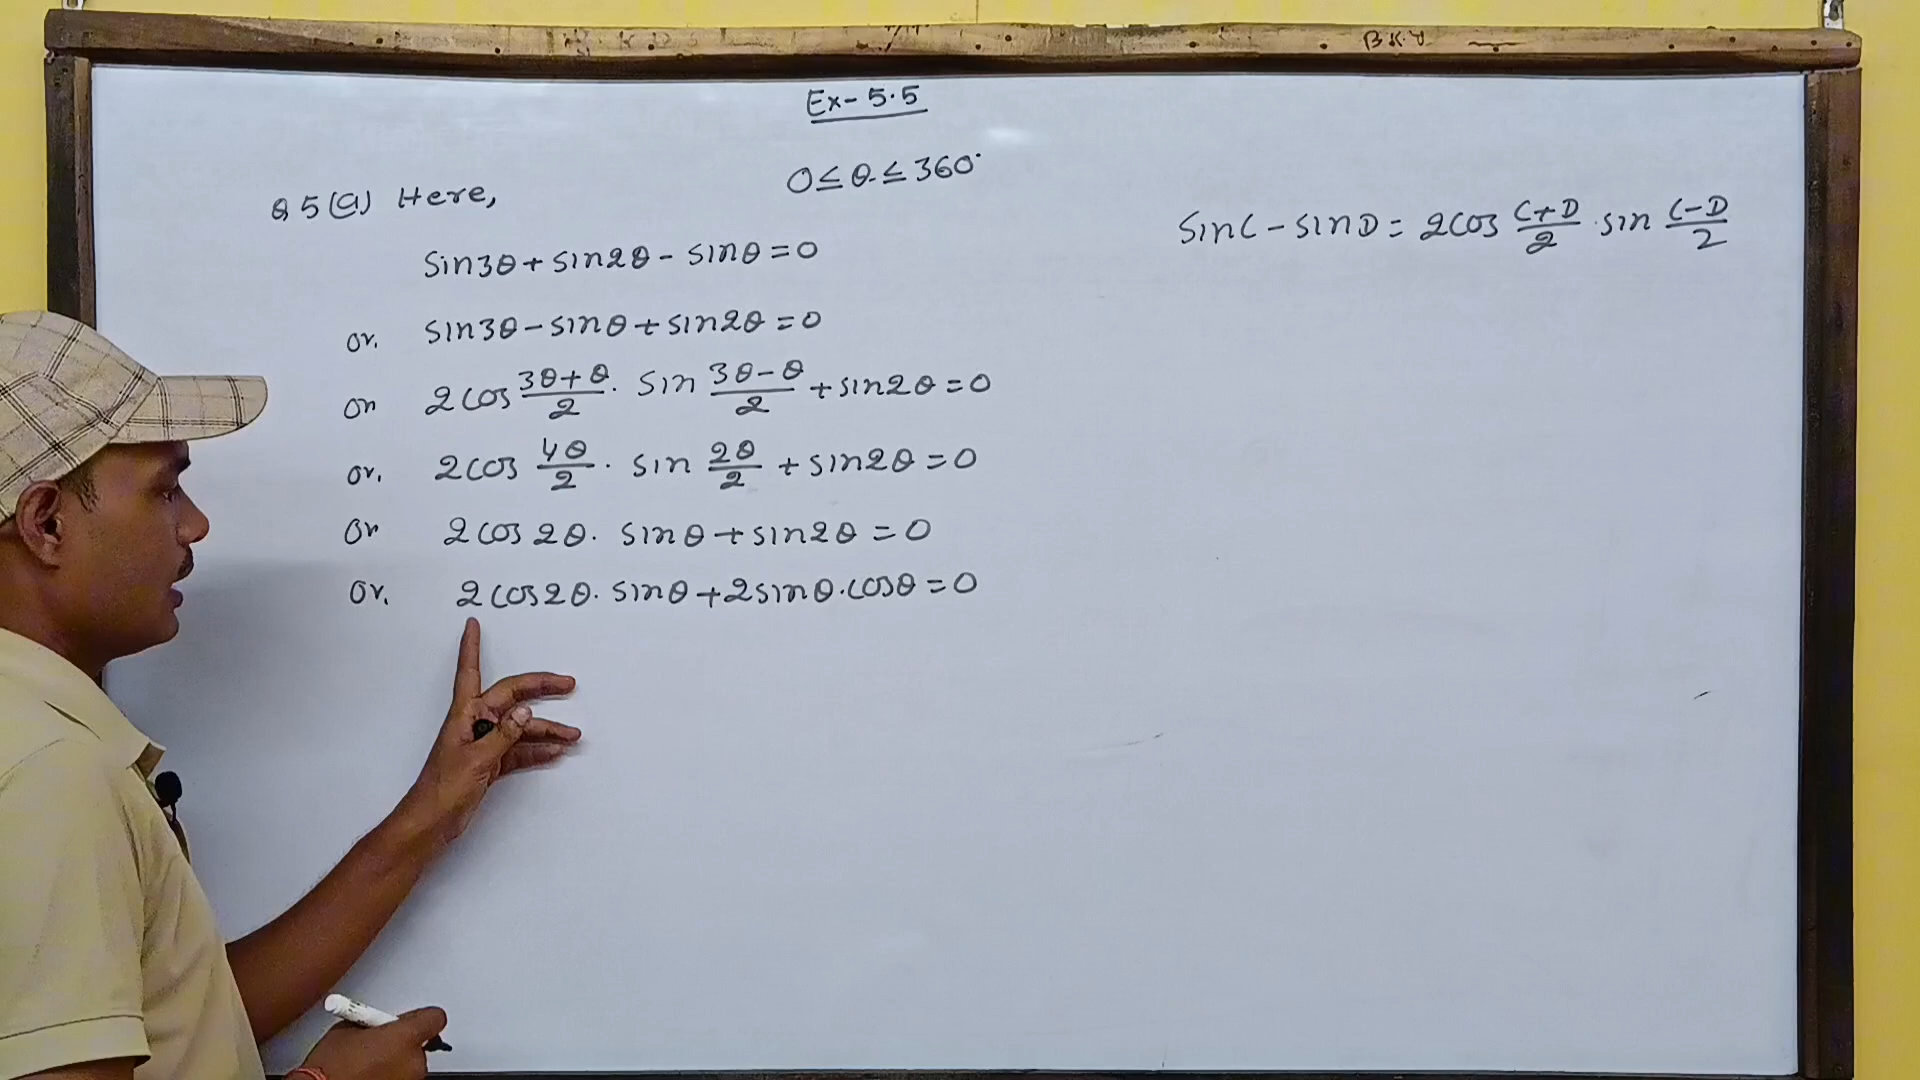 B.K.Y
Ex-5.5
0≤θ≤360°
Q5(a) Here,
sinC-sinD=2cos (C+D)/2 . sin (C-D)/2
sin3θ+sin2θ-sinθ=0
or, sin3θ-sinθ+sin2θ=0
or 2cos (3θ+θ)/2 . sin (3θ-θ)/2 +sin2θ=0
or, 2cos 4θ/2 . sin 2θ/2 +sin2θ=0
or 2cos2θ. sinθ+sin2θ=0
or, 2cos2θ. sinθ+2sinθ.cosθ=0